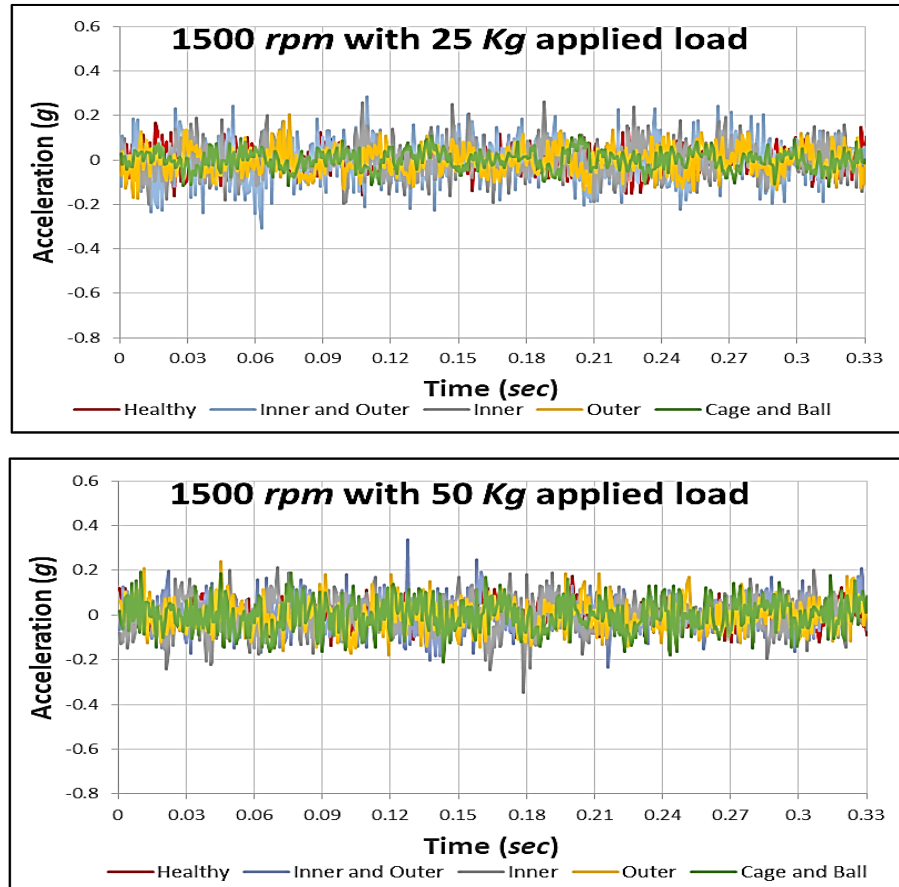 1500 rpm with 25 Kg applied load
0.6
0.4
0.2
0
-0.2
-0.4
-0.6
-0.8
Acceleration (g)
0 0.03 0.06 0.09 0.12 0.15 0.18 0.21 0.24 0.27 0.3 0.33
Time (sec)
Healthy Inner and Outer Inner Outer Cage and Ball
1500 rpm with 50 Kg applied load
0.6
0.4
0.2
0
-0.2
-0.4
-0.6
-0.8
Acceleration (g)
0 0.03 0.06 0.09 0.12 0.15 0.18 0.21 0.24 0.27 0.3 0.33
Time (sec)
Healthy Inner and Outer Inner Outer Cage and Ball